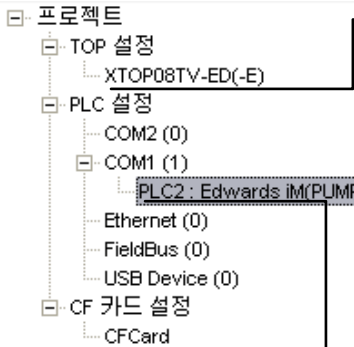 프로젝트
TOP 설정
XTOP08TV-ED(-E)
PLC 설정
COM2 (0)
COM1 (1)
PLC2 : Edwards iM(PUMP
Ethernet (0)
FieldBus (0)
USB Device (0)
CF 카드 설정
CFCard